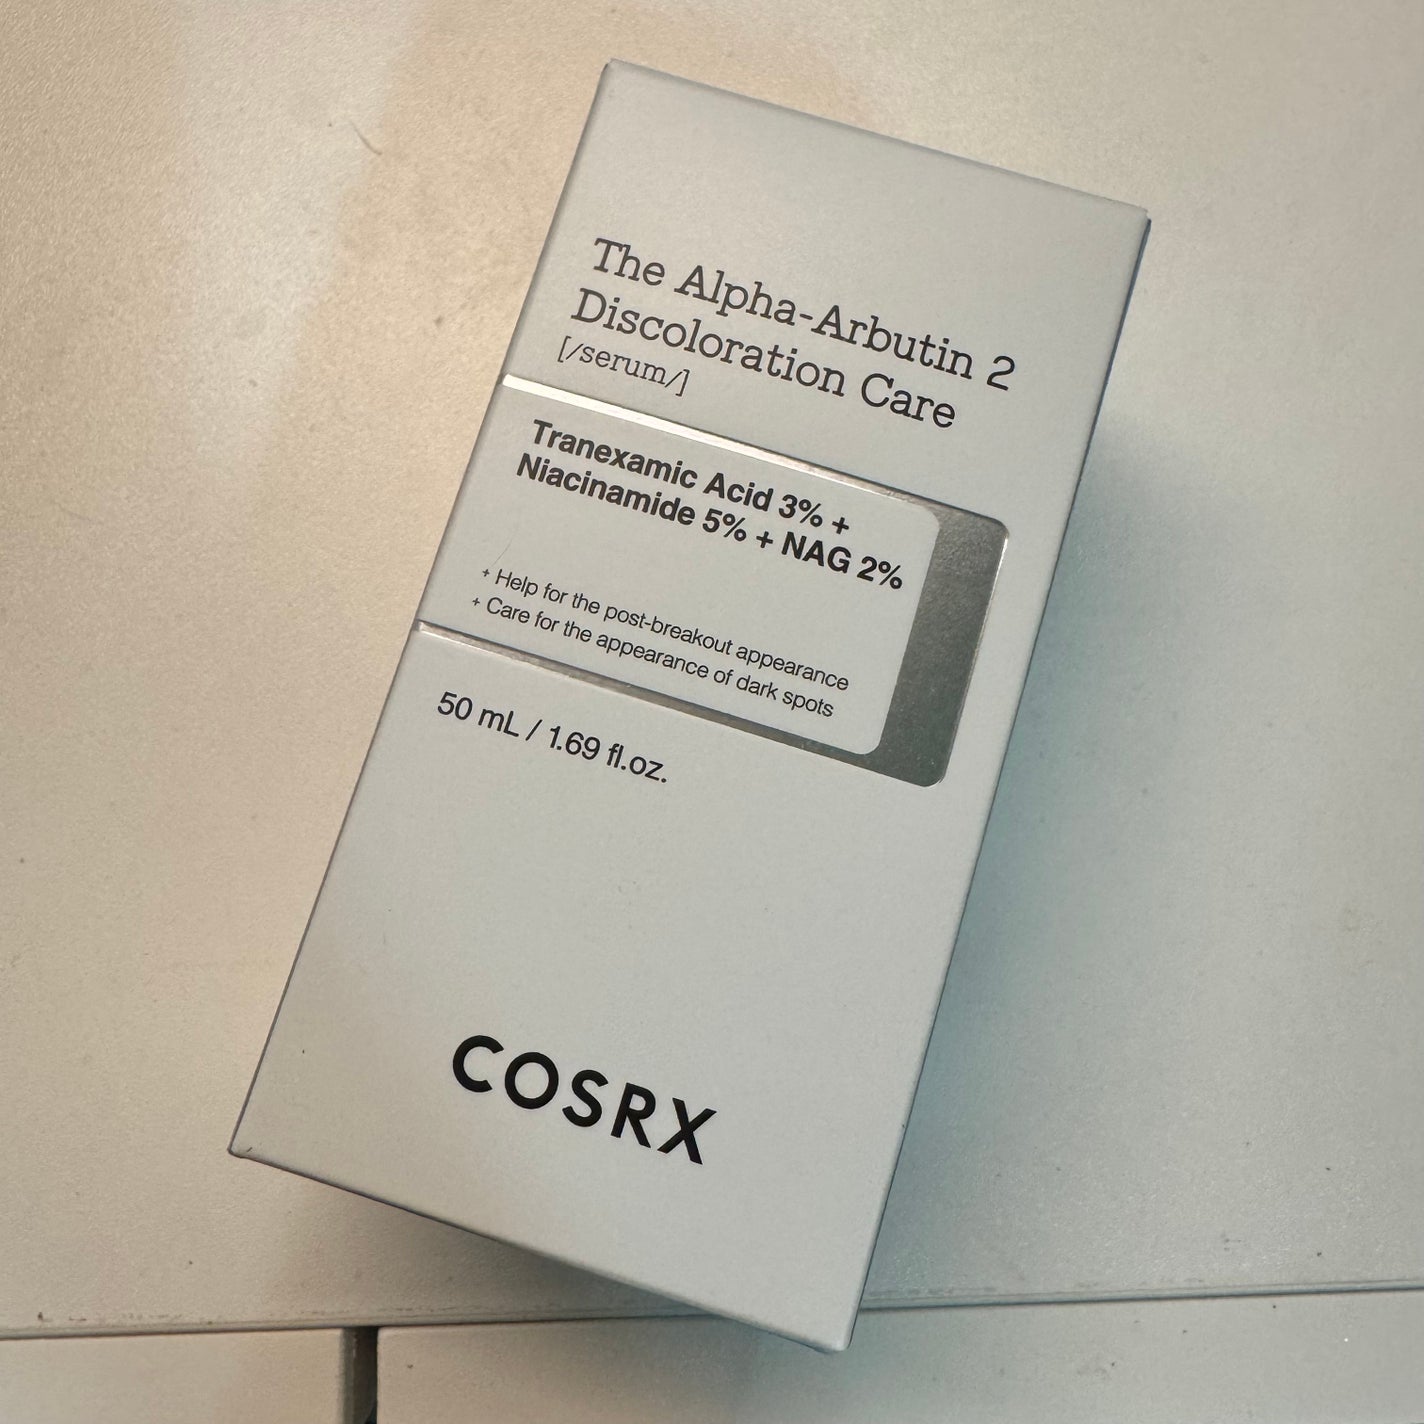 The Alpha-Arbutin 2
Discoloration Care
[/serum/]
Tranexamic Acid 3% +
Niacinamide 5% + NAG 2%
+ Help for the post-breakout appearance
+ Care for the appearance of dark spots
50 mL / 1.69 fl.oz.
COSRX